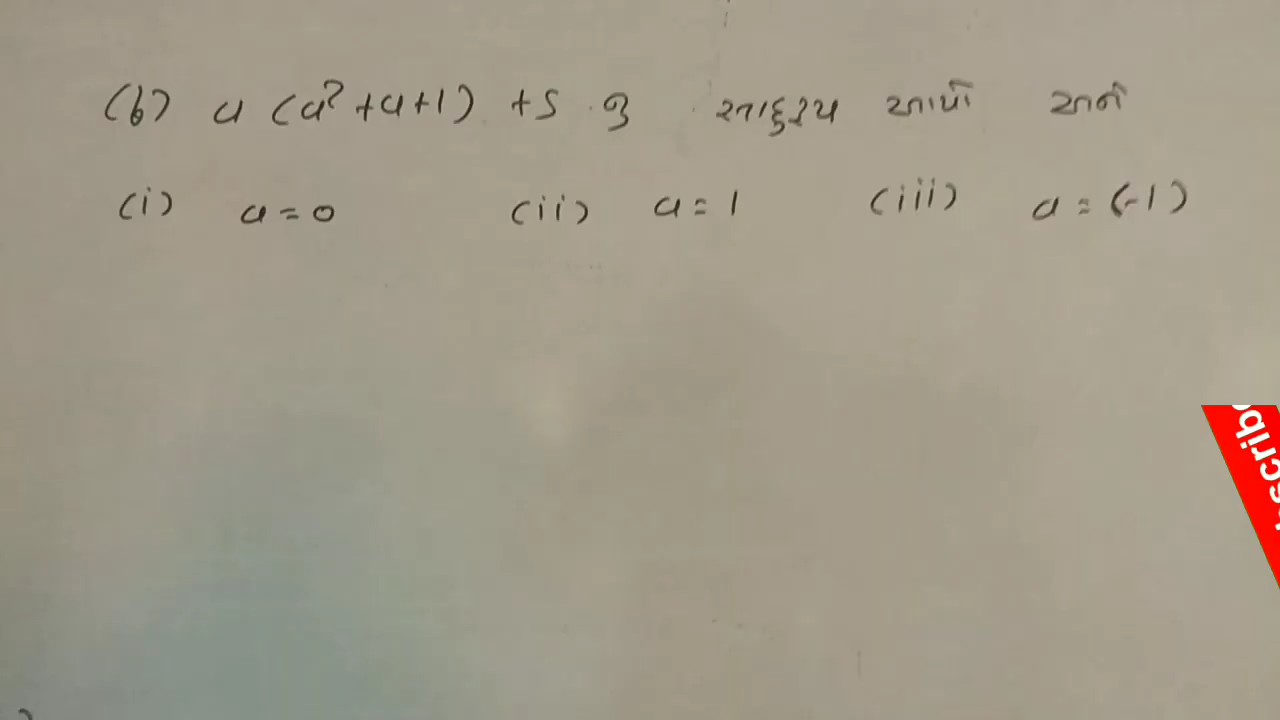 (b) a (a² + a + 1) + 5 નુ સાદુરૂપ આપો અને
(i) a = 0 (ii) a = 1 (iii) a = (-1)